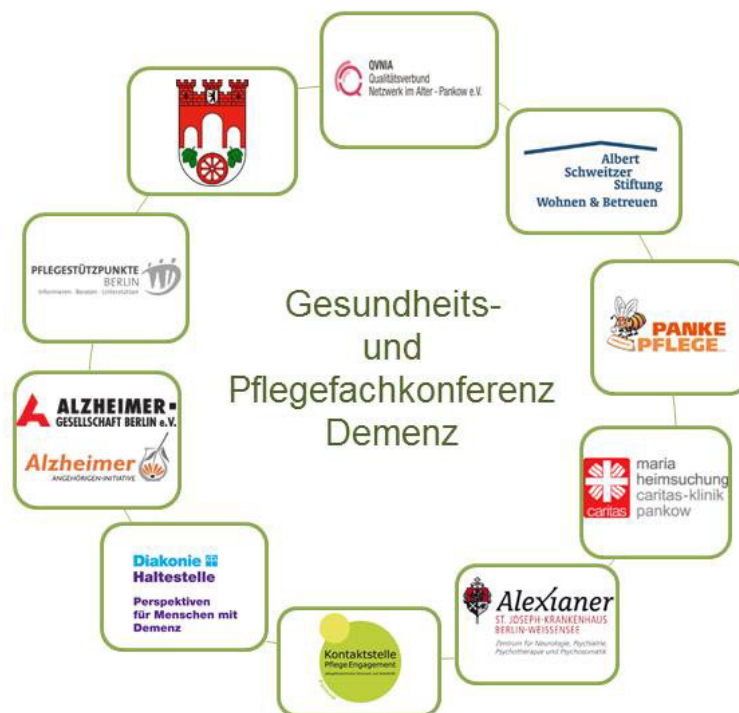 QVNIA
Qualitätsverbund
Netzwerk im Alter - Pankow e.V.
Albert
Schweitzer
Stiftung
Wohnen & Betreuen
PFLEGESTÜTZPUNKTE
BERLIN
Informieren · Beraten · Unterstützen
Gesundheits-
und
Pflegefachkonferenz
Demenz
PANKE
PFLEGE
ALZHEIMER-
GESELLSCHAFT BERLIN e.V.
Alzheimer
ANGEHÖRIGEN-INITIATIVE
maria
heimsuchung
caritas-klinik
pankow
caritas
Diakonie
Haltestelle
Perspektiven
für Menschen mit
Demenz
Alexianer
ST. JOSEPH-KRANKENHAUS
BERLIN-WEISSENSEE
Zentrum für Neurologie, Psychiatrie,
Psychotherapie und Psychosomatik
Kontaktstelle
PflegeEngagement